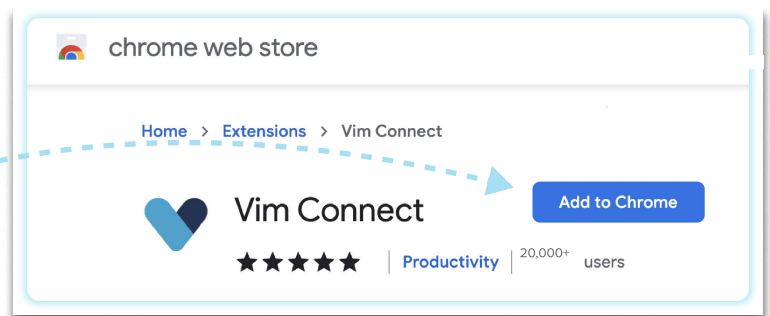 chrome web store
Home > Extensions > Vim Connect
Vim Connect
Add to Chrome
★★★★★ | Productivity | 20,000+ users